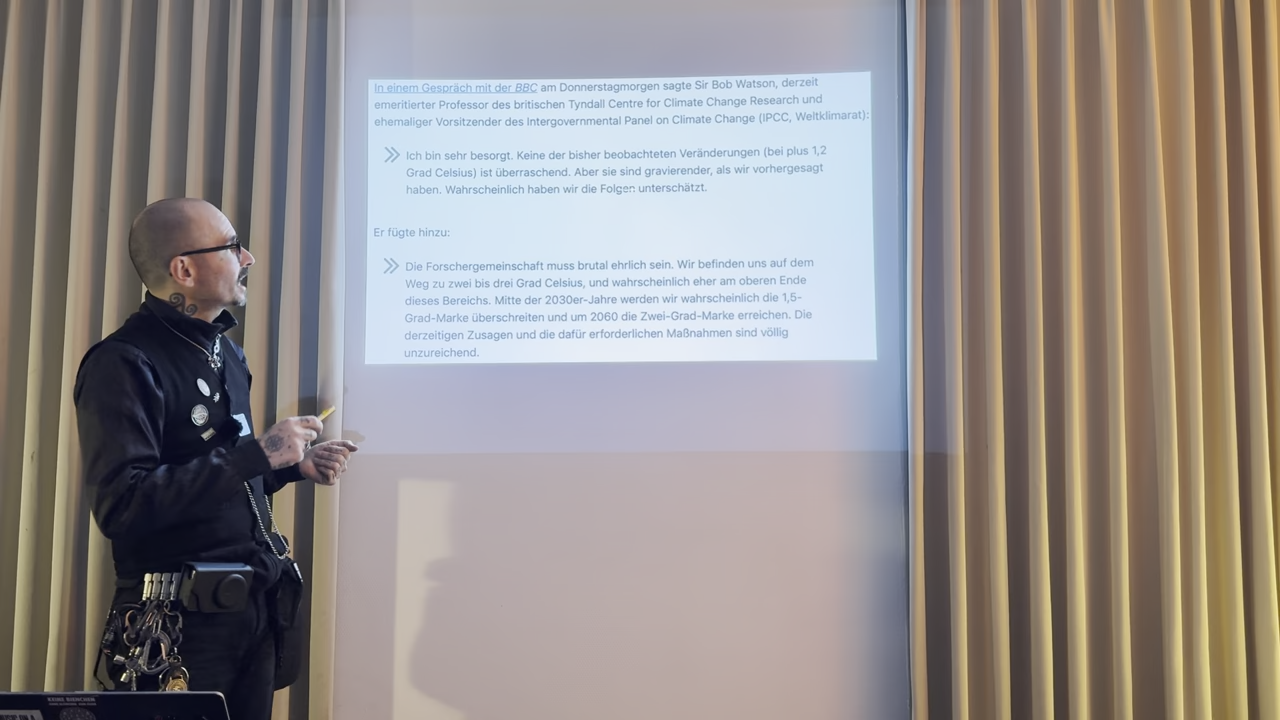 In einem Gespräch mit der BBC am Donnerstagmorgen sagte Sir Bob Watson, derzeit
emeritierter Professor des britischen Tyndall Centre for Climate Change Research und
ehemaliger Vorsitzender des Intergovernmental Panel on Climate Change (IPCC, Weltklimarat):
Ich bin sehr besorgt. Keine der bisher beobachteten Veränderungen (bei plus 1,2
Grad Celsius) ist überraschend. Aber sie sind gravierender, als wir vorhergesagt
haben. Wahrscheinlich haben wir die Folgen unterschätzt.
Er fügte hinzu:
Die Forschergemeinschaft muss brutal ehrlich sein. Wir befinden uns auf dem
Weg zu zwei bis drei Grad Celsius, und wahrscheinlich eher am oberen Ende
dieses Bereichs. Mitte der 2030er-Jahre werden wir wahrscheinlich die 1,5-
Grad-Marke überschreiten und um 2060 die Zwei-Grad-Marke erreichen. Die
derzeitigen Zusagen und die dafür erforderlichen Maßnahmen sind völlig
unzureichend.